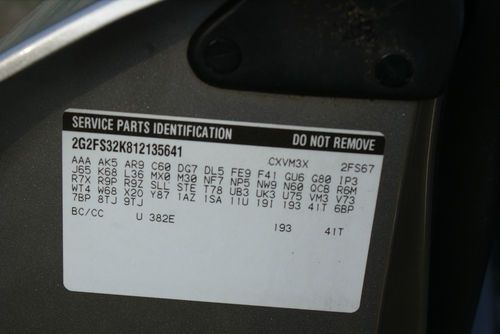 SERVICE PARTS IDENTIFICATION DO NOT REMOVE
2G2FS32K812135641 CXVM3X 2FS67
AAA AK5 AR9 C60 DG7 DL5 FE9 F41 GU6 G80 IP3
J65 K68 L36 MX0 M30 NF7 NP5 NW9 N60 QCB R6M
R7X R9P R9Z SLL STE T78 UB3 UK3 U75 VM3 V73
WT4 W68 X20 Y87 1AZ 1SA 11U 19I 193 41T 6BP
7BP 8TJ 9TJ
BC/CC U 382E 193 41T